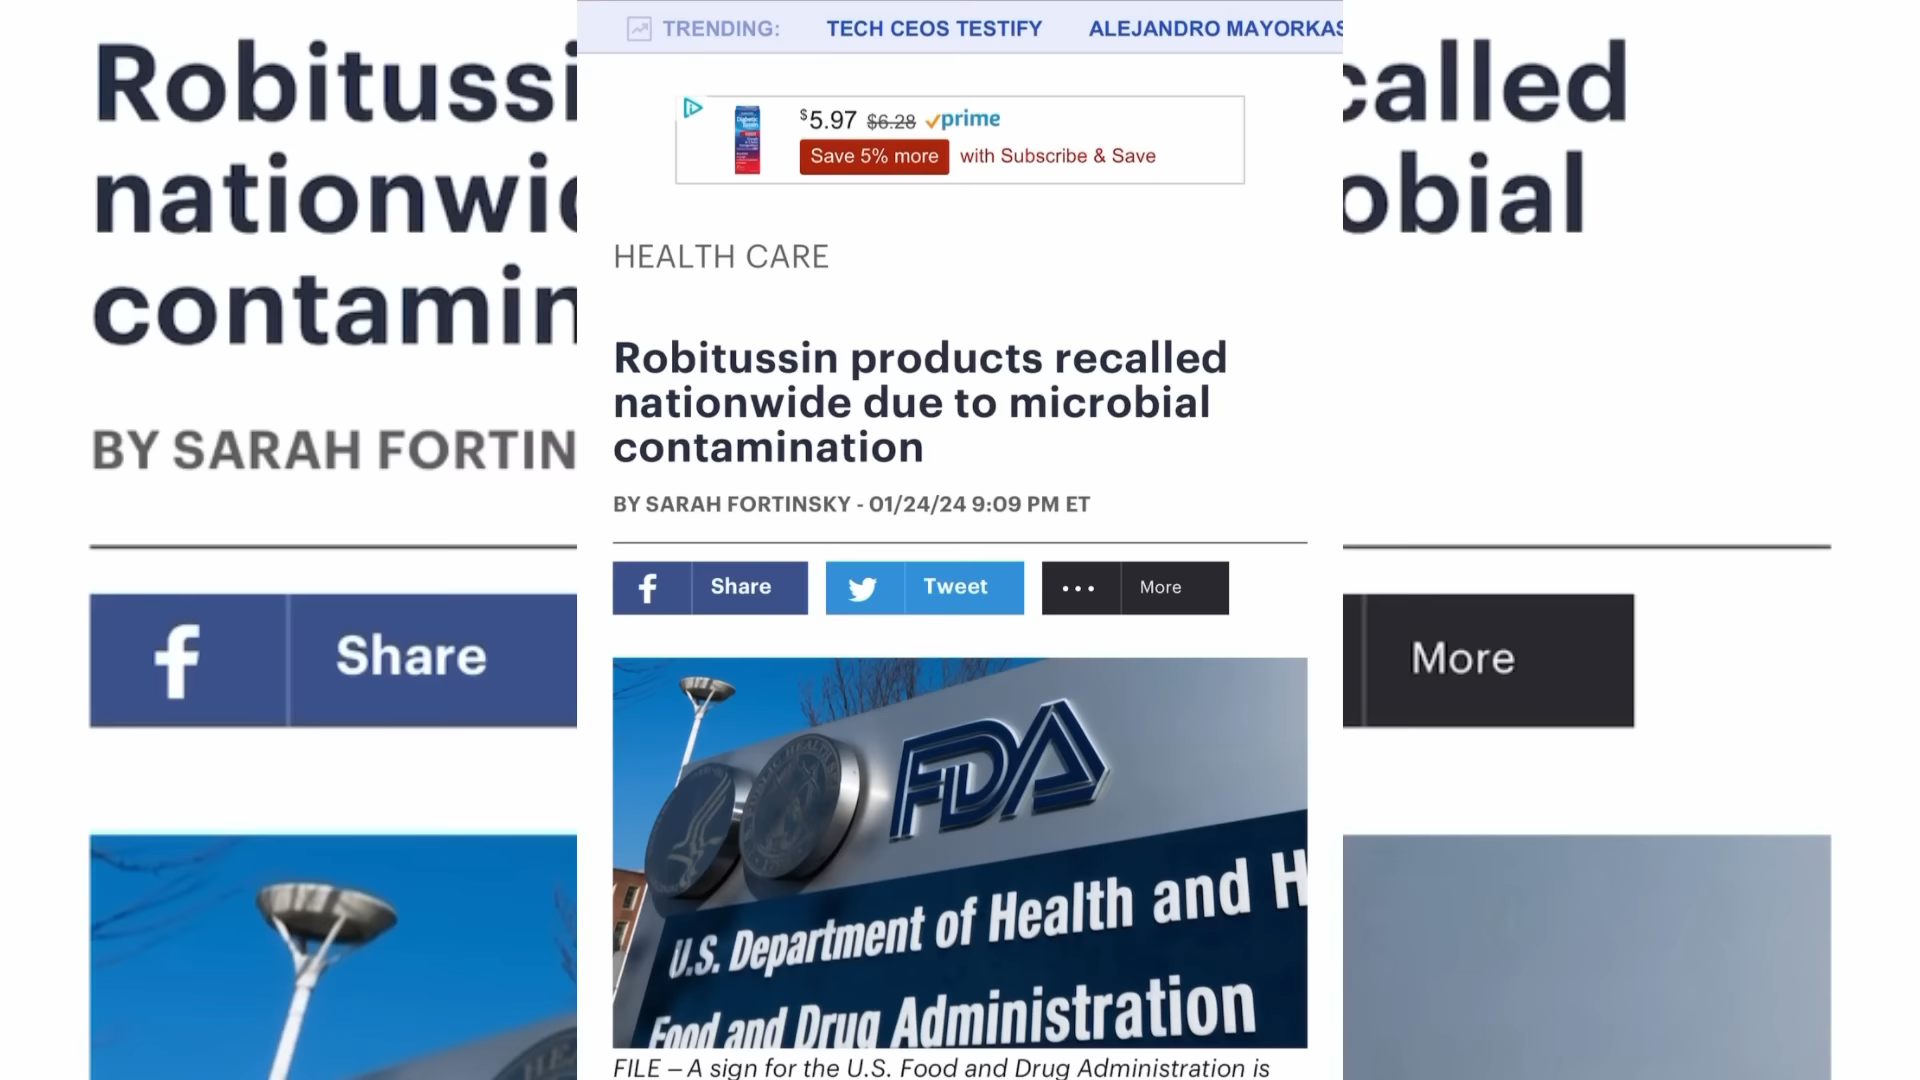 TRENDING: TECH CEOS TESTIFY ALEJANDRO MAYORKAS
$5.97 $6.28 prime
Save 5% more with Subscribe & Save
HEALTH CARE
Robitussin products recalled
nationwide due to microbial
contamination
BY SARAH FORTINSKY - 01/24/24 9:09 PM ET
f Share
Tweet
... More
FDA
U.S. Department of Health and H
Food and Drug Administration
FILE – A sign for the U.S. Food and Drug Administration is
Robitussi
nationwid
contamin
BY SARAH FORTIN
f Share
called
obial
More